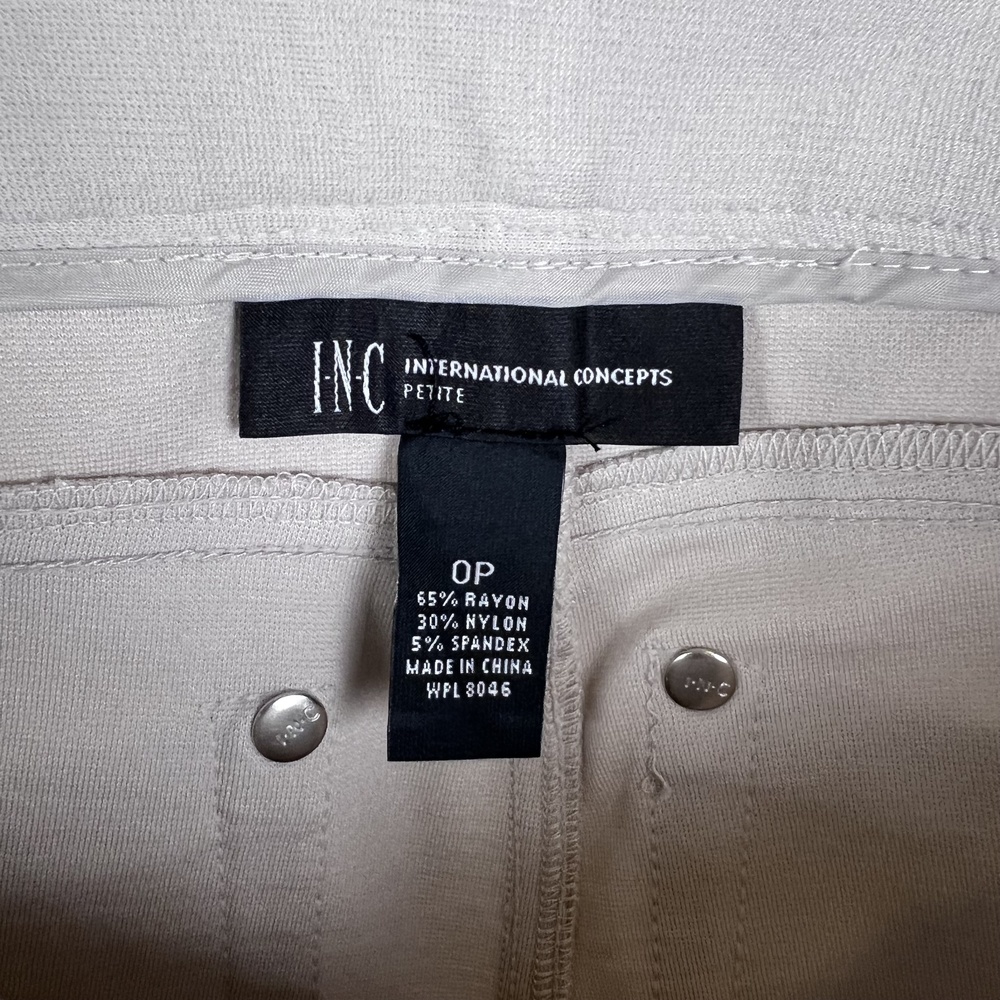 I·N·C INTERNATIONAL CONCEPTS
PETITE
0P
65% RAYON
30% NYLON
5% SPANDEX
MADE IN CHINA
WPL 8046
I·N·C
I·N·C